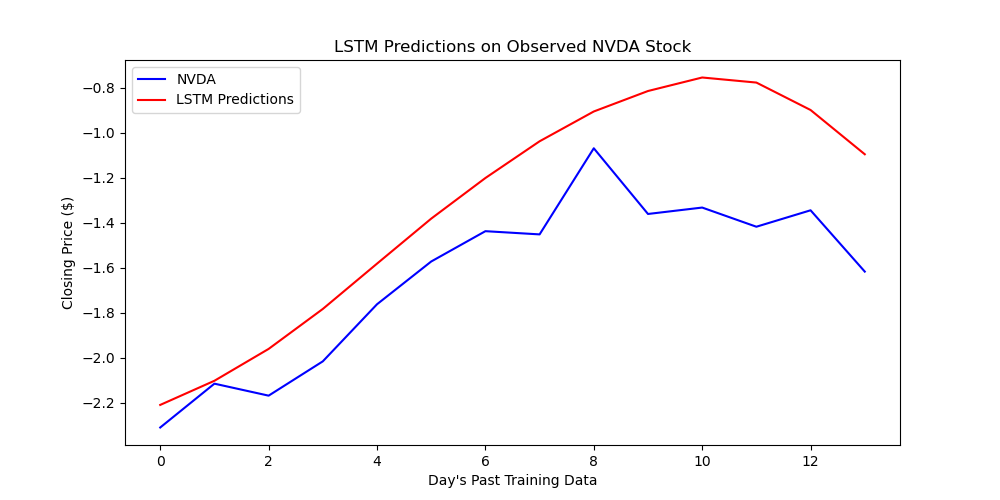 LSTM Predictions on Observed NVDA Stock
NVDA
LSTM Predictions
−0.8
−1.0
−1.2
−1.4
−1.6
−1.8
−2.0
−2.2
Closing Price ($)
0 2 4 6 8 10 12
Day's Past Training Data